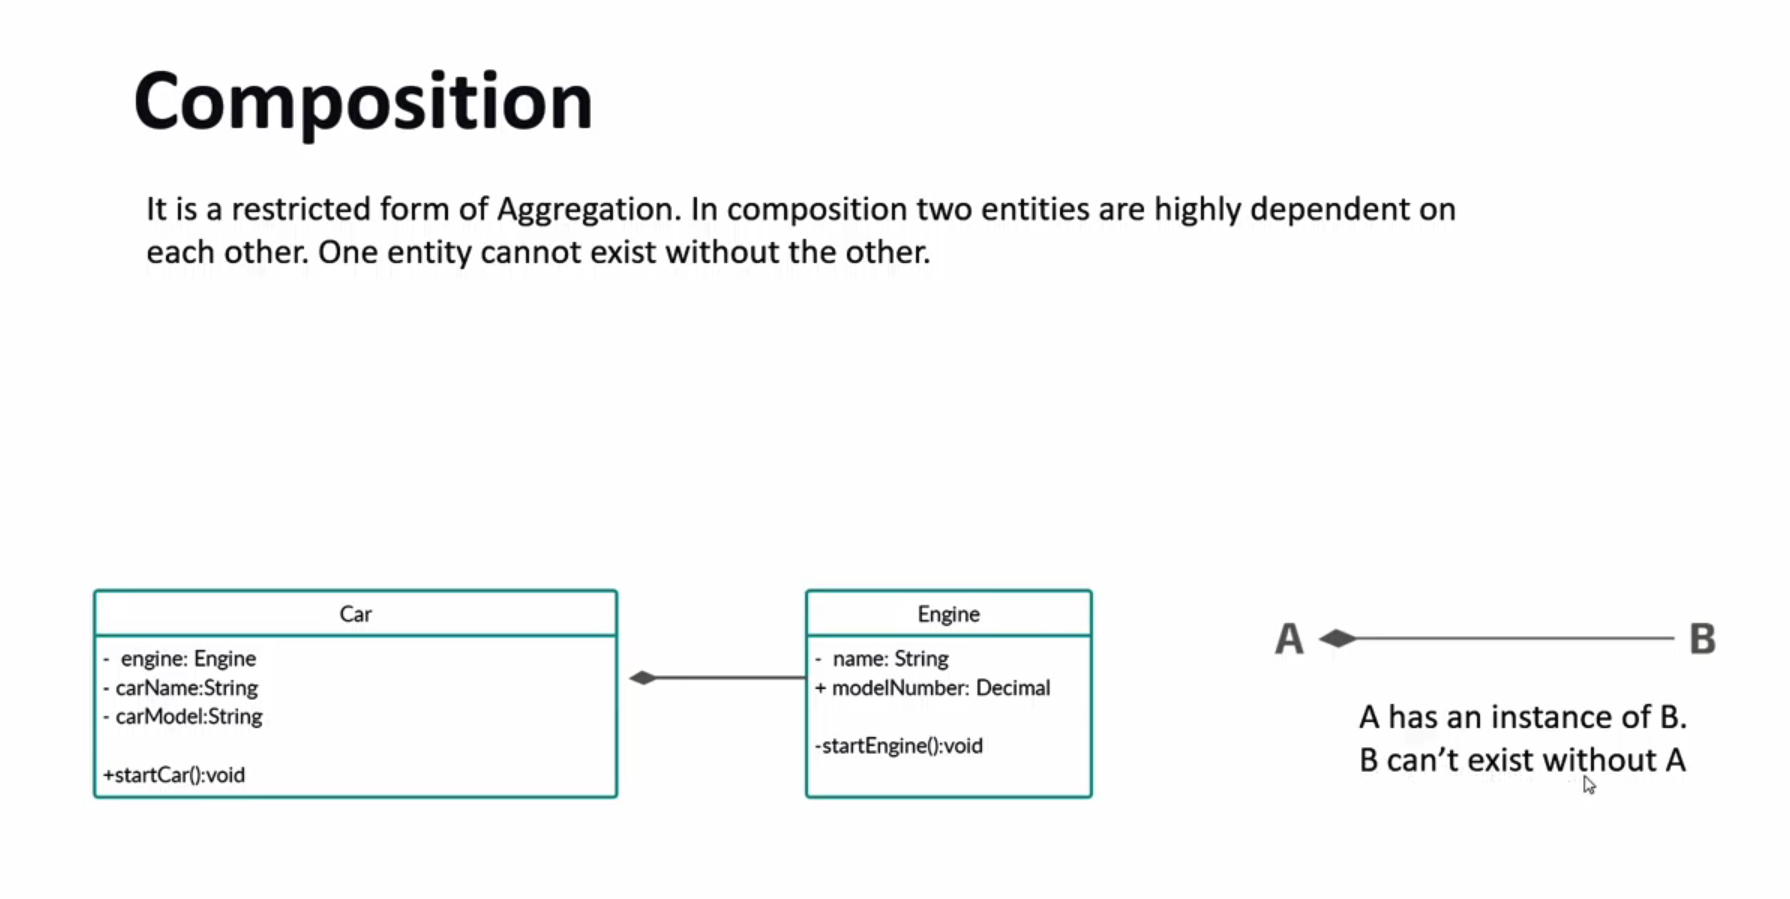 Composition
It is a restricted form of Aggregation. In composition two entities are highly dependent on
each other. One entity cannot exist without the other.
Car
- engine: Engine
- carName:String
- carModel:String
+startCar():void
Engine
- name: String
+ modelNumber: Decimal
-startEngine():void
A
B
A has an instance of B.
B can’t exist without A